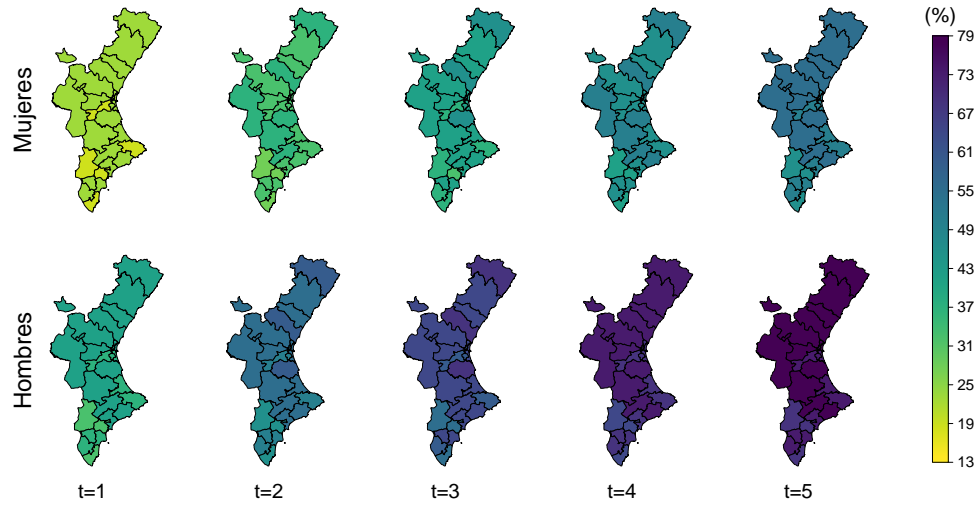 (%)
Mujeres
79
73
67
61
55
49
43
37
31
25
19
13
Hombres
t=1
t=2
t=3
t=4
t=5